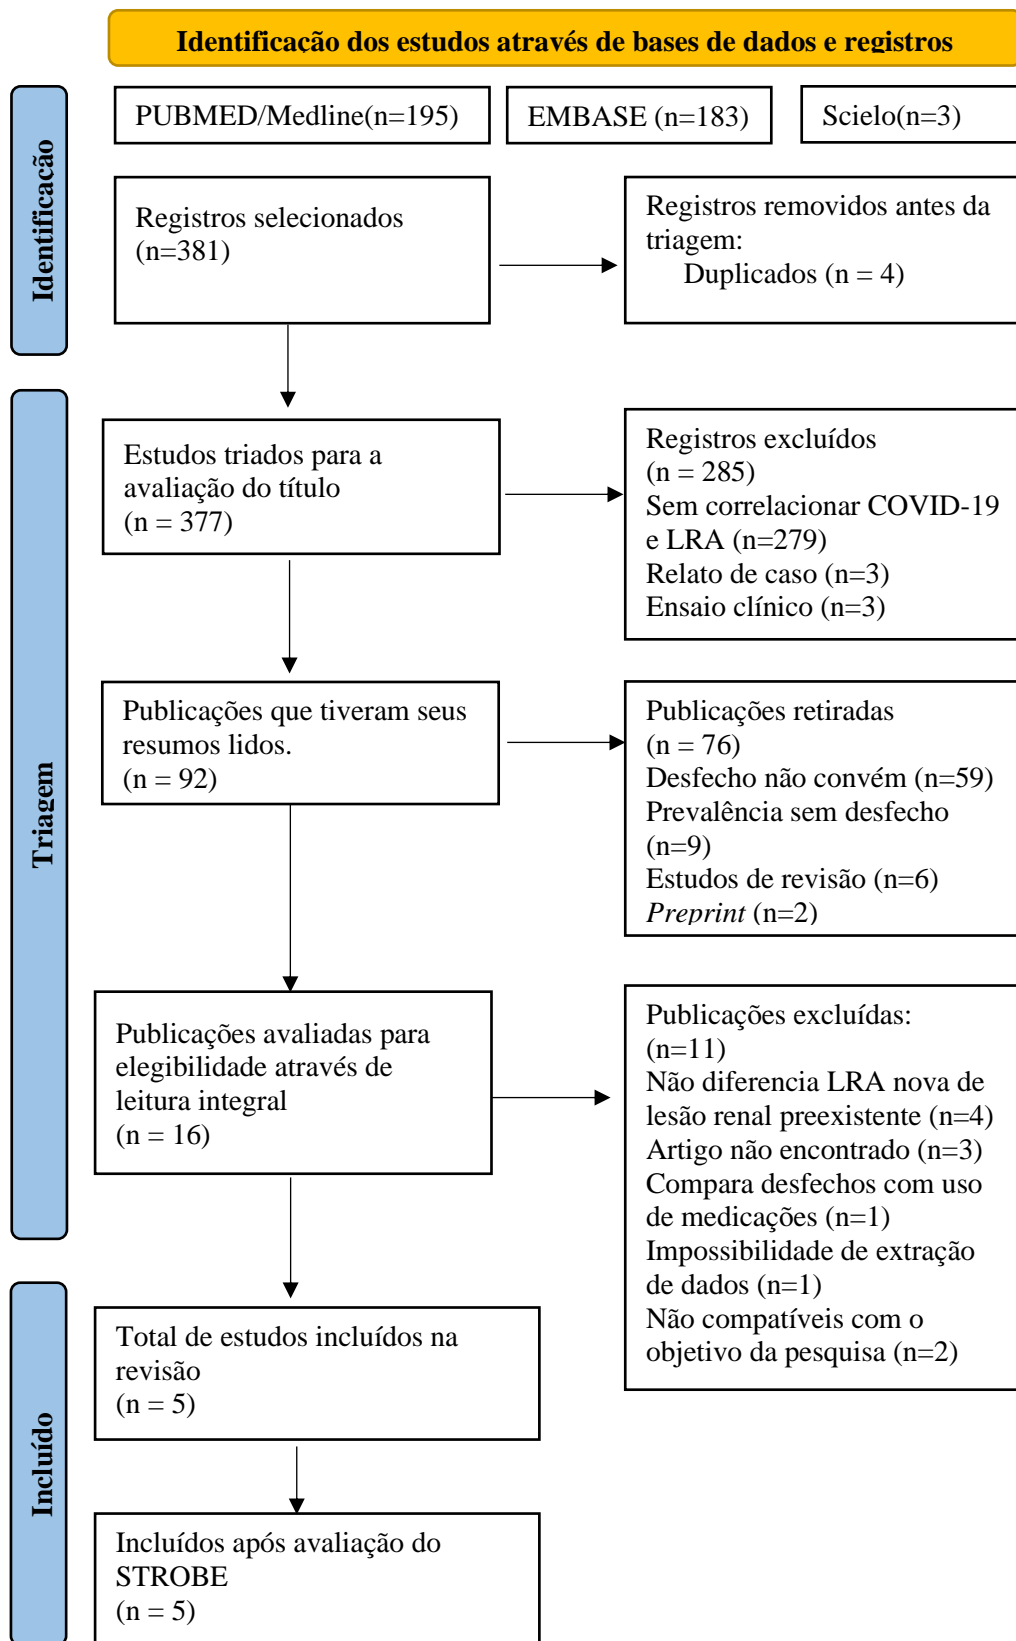 Identificação dos estudos através de bases de dados e registros
Identificação
PUBMED/Medline(n=195)
EMBASE (n=183)
Scielo(n=3)
Registros selecionados
(n=381)
Registros removidos antes da
triagem:
Duplicados (n = 4)
Triagem
Estudos triados para a
avaliação do título
(n = 377)
Registros excluídos
(n = 285)
Sem correlacionar COVID-19
e LRA (n=279)
Relato de caso (n=3)
Ensaio clínico (n=3)
Publicações que tiveram seus
resumos lidos.
(n = 92)
Publicações retiradas
(n = 76)
Desfecho não convém (n=59)
Prevalência sem desfecho
(n=9)
Estudos de revisão (n=6)
Preprint (n=2)
Publicações avaliadas para
elegibilidade através de
leitura integral
(n = 16)
Publicações excluídas:
(n=11)
Não diferencia LRA nova de
lesão renal preexistente (n=4)
Artigo não encontrado (n=3)
Compara desfechos com uso
de medicações (n=1)
Impossibilidade de extração
de dados (n=1)
Não compatíveis com o
objetivo da pesquisa (n=2)
Incluído
Total de estudos incluídos na
revisão
(n = 5)
Incluídos após avaliação do
STROBE
(n = 5)